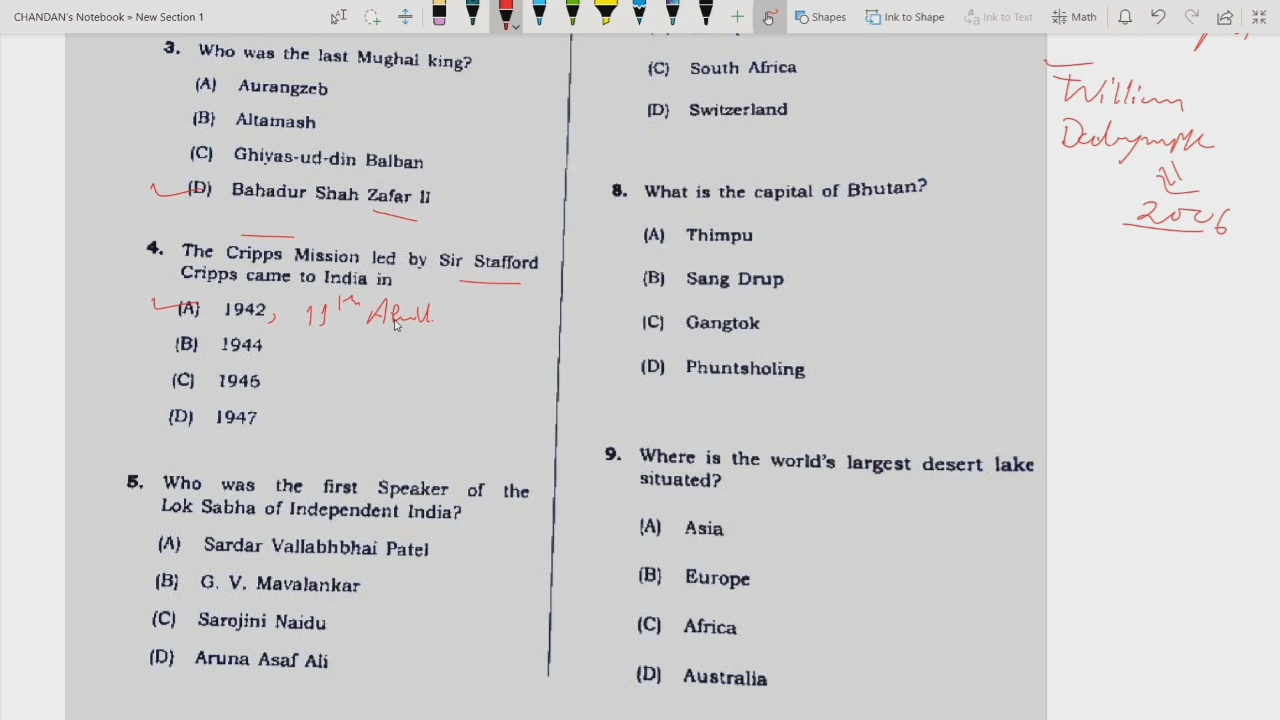 CHANDAN's Notebook » New Section 1
Shapes
Ink to Shape
Ink to Text
Math
3. Who was the last Mughal king?
(A) Aurangzeb
(B) Altamash
(C) Ghiyas-ud-din Balban
(D) Bahadur Shah Zafar II
4. The Cripps Mission led by Sir Stafford
Cripps came to India in
(A) 1942, 11th April
(B) 1944
(C) 1946
(D) 1947
5. Who was the first Speaker of the
Lok Sabha of Independent India?
(A) Sardar Vallabhbhai Patel
(B) G. V. Mavalankar
(C) Sarojini Naidu
(D) Aruna Asaf Ali
(C) South Africa
(D) Switzerland
8. What is the capital of Bhutan?
(A) Thimpu
(B) Sang Drup
(C) Gangtok
(D) Phuntsholing
9. Where is the world's largest desert lake
situated?
(A) Asia
(B) Europe
(C) Africa
(D) Australia
William
2006